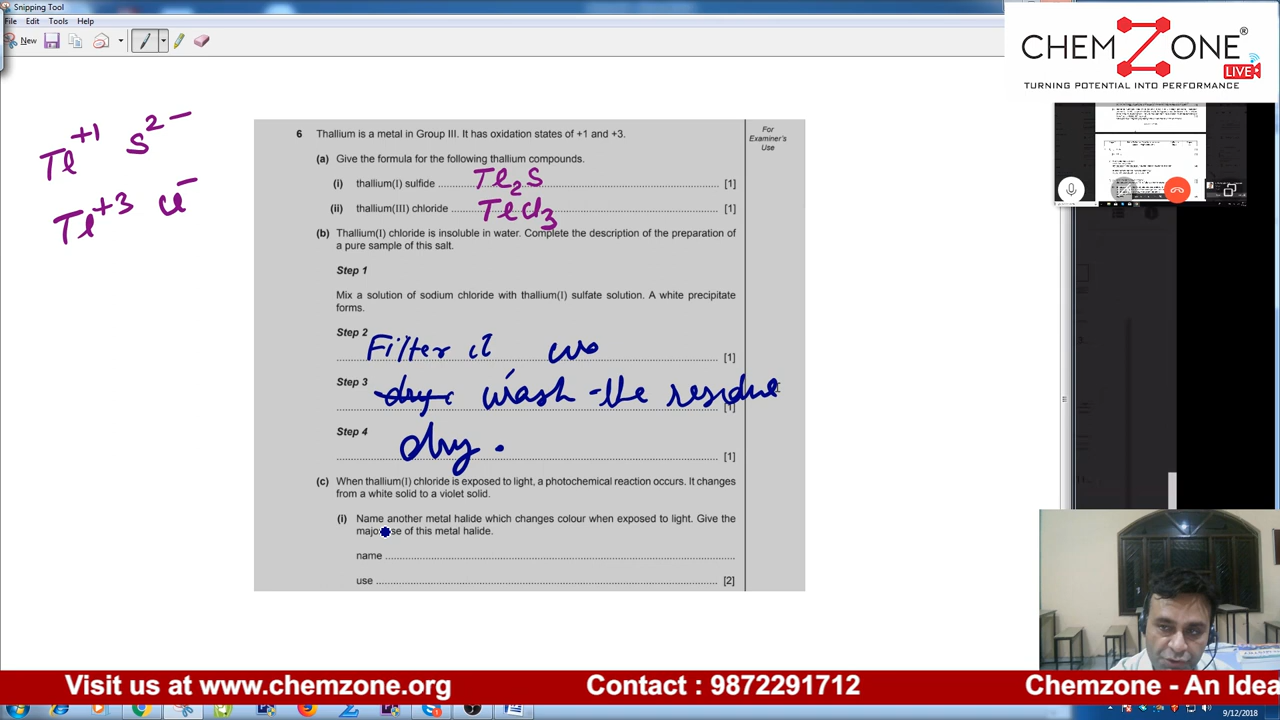 Snipping Tool
File Edit Tools Help
New
CHEMZONE®
LIVE
TURNING POTENTIAL INTO PERFORMANCE
Tl+1 S2−
Tl+3 Cl−
For
Examiner's
Use
6 Thallium is a metal in Group III. It has oxidation states of +1 and +3.
(a) Give the formula for the following thallium compounds.
(i) thallium(I) sulfide Tl2S [1]
(ii) thallium(III) TlCl3 [1]
(b) Thallium(I) chloride is insoluble in water. Complete the description of the preparation of
a pure sample of this salt.
Step 1
Mix a solution of sodium chloride with thallium(I) sulfate solution. A white precipitate
forms.
Step 2 Filter it wa [1]
Step 3 dry wash the residue [1]
Step 4 dry. [1]
(c) When thallium(I) chloride is exposed to light, a photochemical reaction occurs. It changes
from a white solid to a violet solid.
(i) Name another metal halide which changes colour when exposed to light. Give the
major use of this metal halide.
name
use [2]
Visit us at www.chemzone.org Contact : 9872291712 Chemzone - An Idea
9/12/2018